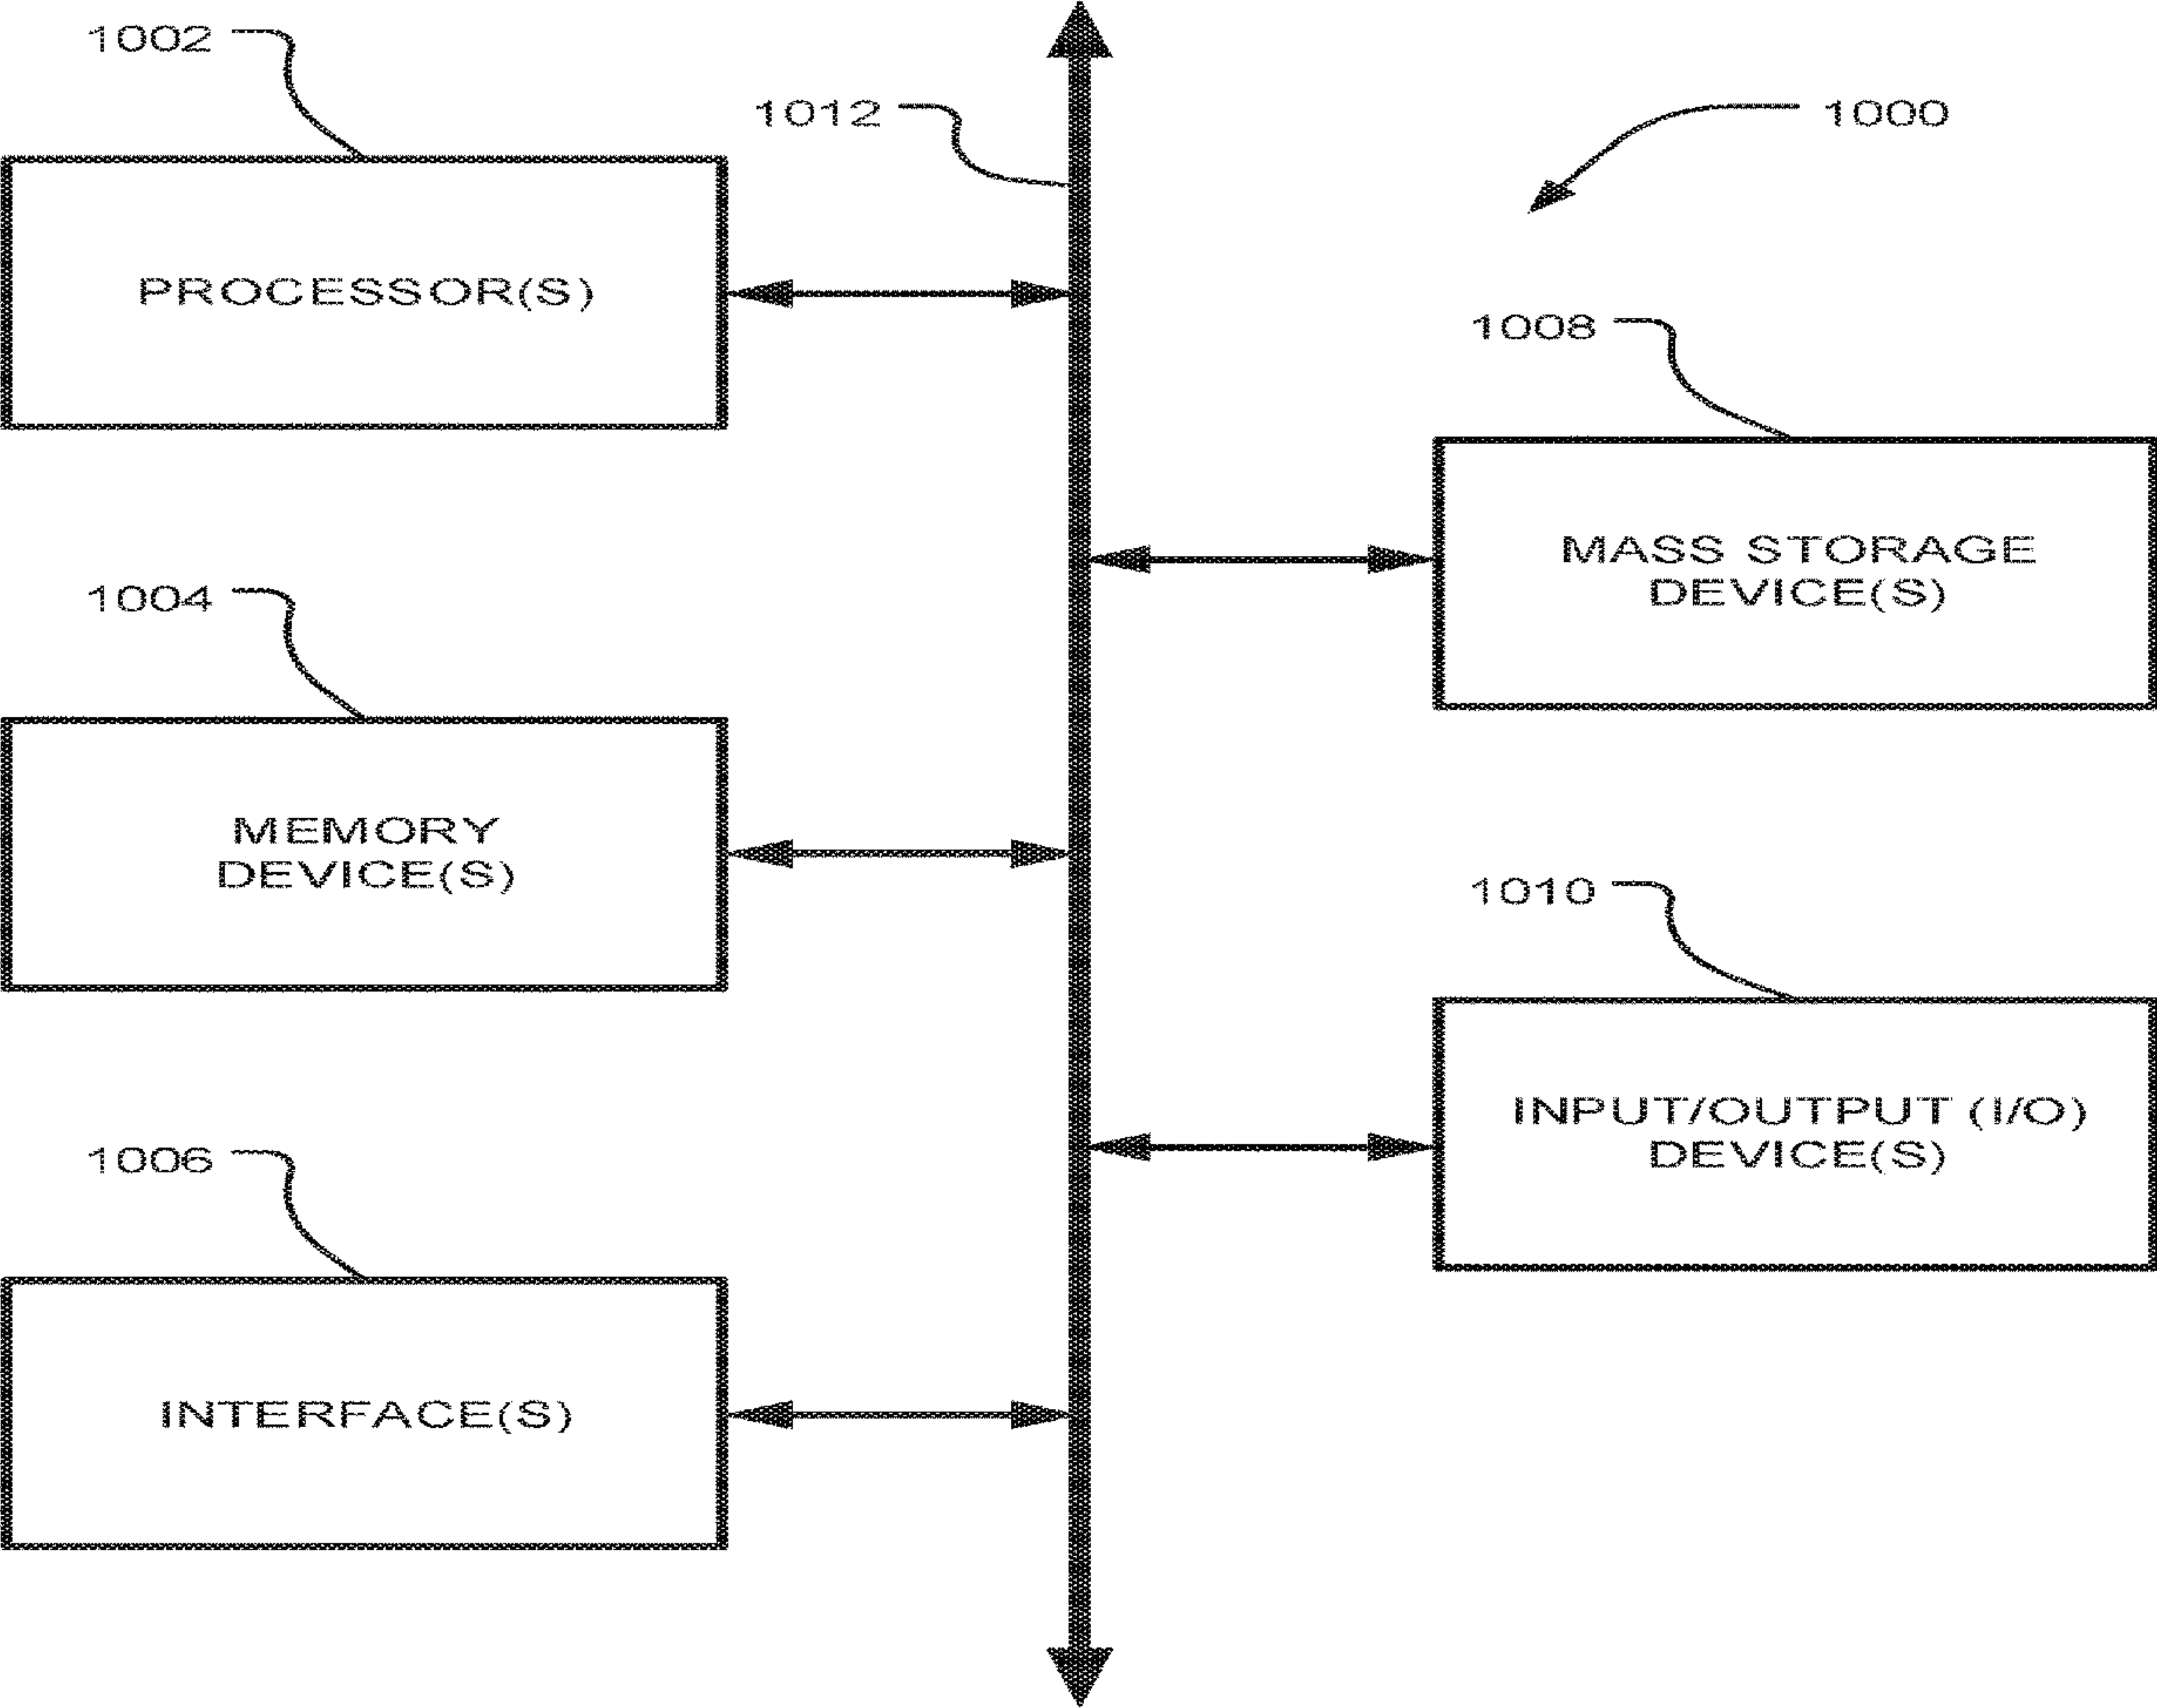 1002
1012
1000
PROCESSOR(S)
1008
MASS STORAGE
DEVICE(S)
1004
MEMORY
DEVICE(S)
1010
INPUT/OUTPUT (I/O)
DEVICE(S)
1006
INTERFACE(S)